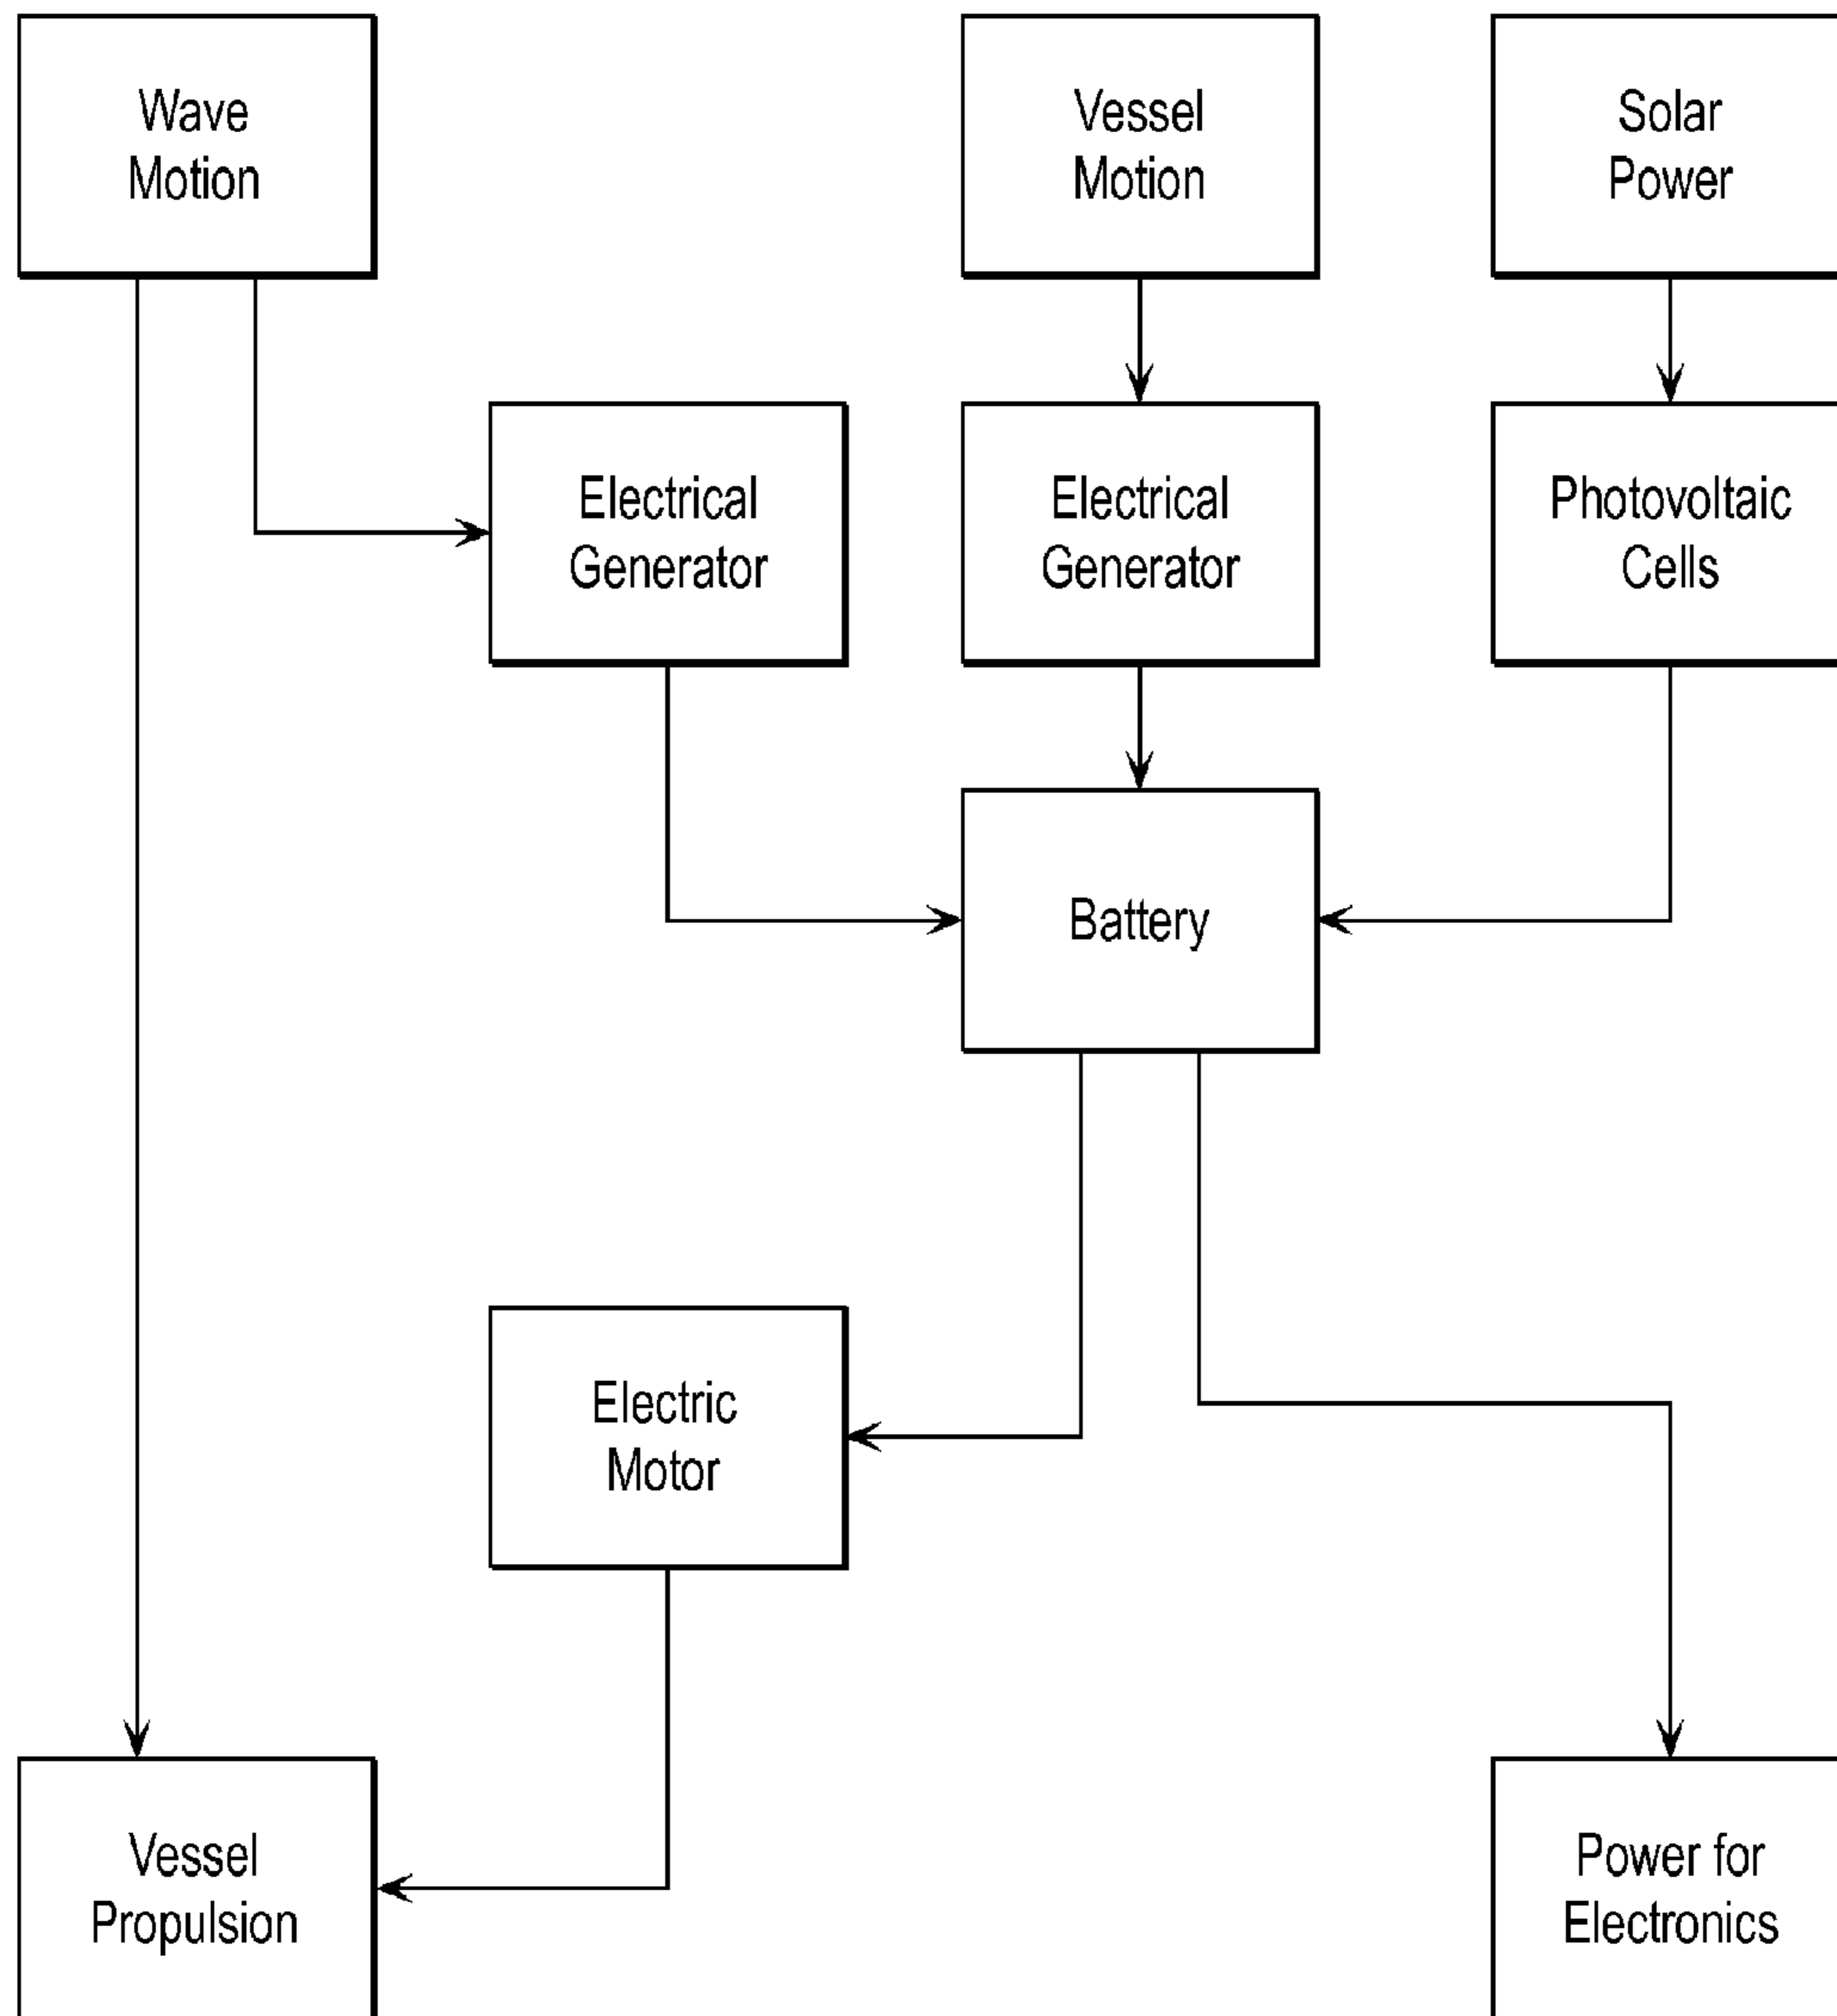 Wave
Motion
Vessel
Motion
Solar
Power
Electrical
Generator
Electrical
Generator
Photovoltaic
Cells
Battery
Electric
Motor
Vessel
Propulsion
Power for
Electronics